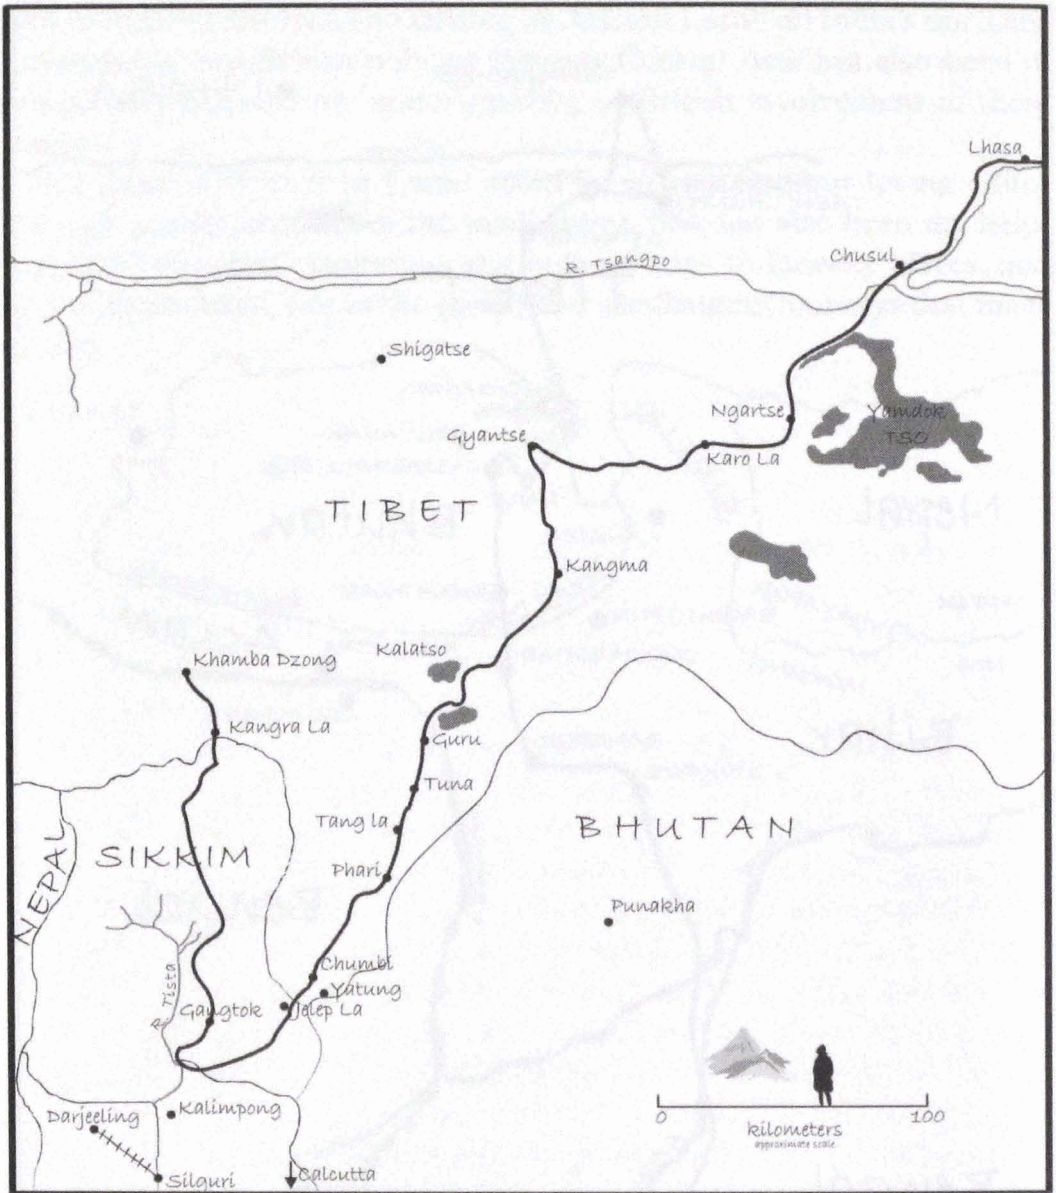 Lhasa
R. Tsangpo
Chusul
Shigatse
Ngartse
Yamdok
TSO
Gyantse
Karo La
TIBET
Kangma
Kalatso
Khamba Dzong
Kangra La
Guru
Tuna
Tang la
BHUTAN
SIKKIM
NEPAL
Phari
Punakha
Chumbi
Yatung
R. Tista
Gangtok
Jelep La
Kalimpong
Darjeeling
0 100
kilometers
approximate scale
Silguri
Calcutta